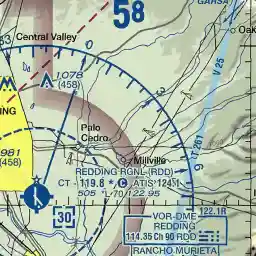 GARSA
58
Oak
Central Valley
1078
(458)
V 25
ING
981
(458)
Palo
Cedro
Millville
REDDING RGNL (RDD)
CT - 119.8 * C ATIS 124.1
505 *L 70 122.95
30
122.1R
VOR-DME
REDDING
114.35 Ch 90 RDD
RANCHO MURIETA